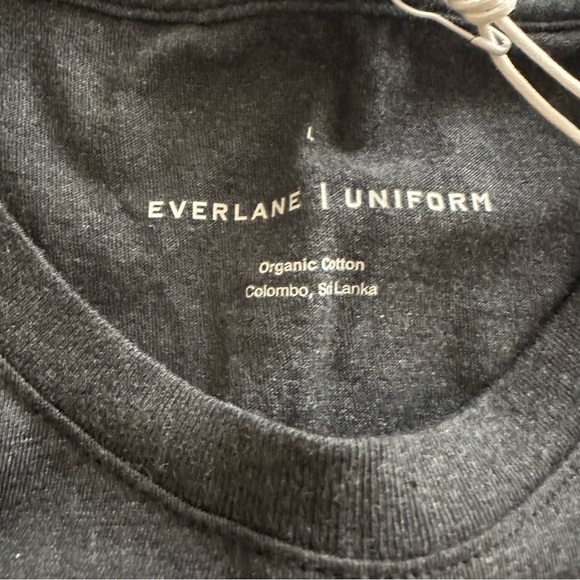 L
EVERLANE | UNIFORM
Organic Cotton
Colombo, Sri Lanka